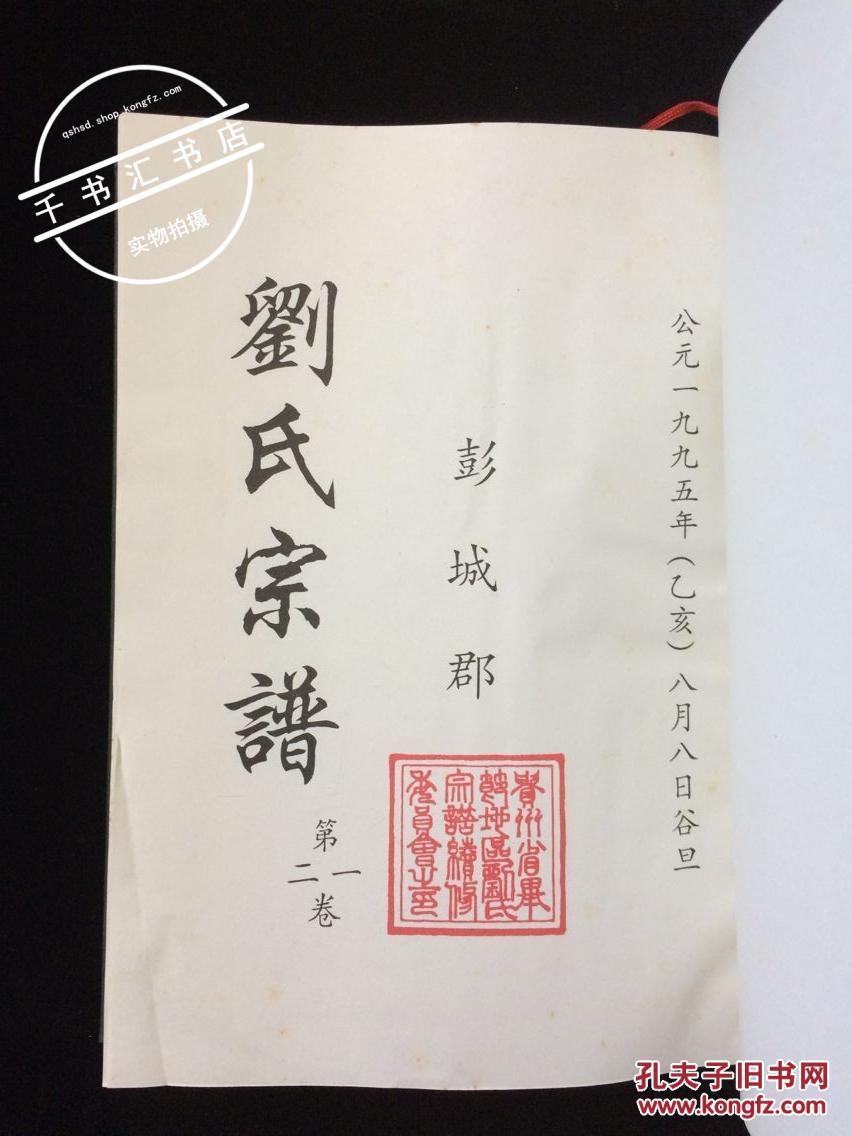 公元一九九五年(乙亥)八月八日谷旦
彭城郡
劉氏宗譜
第一二卷
貴州省畢
節地區劉氏
宗譜續修
委員會之印
qshsd.shop.kongfz.com
千书汇书店
实物拍摄
孔夫子旧书网
WWW.KONGFZ.COM